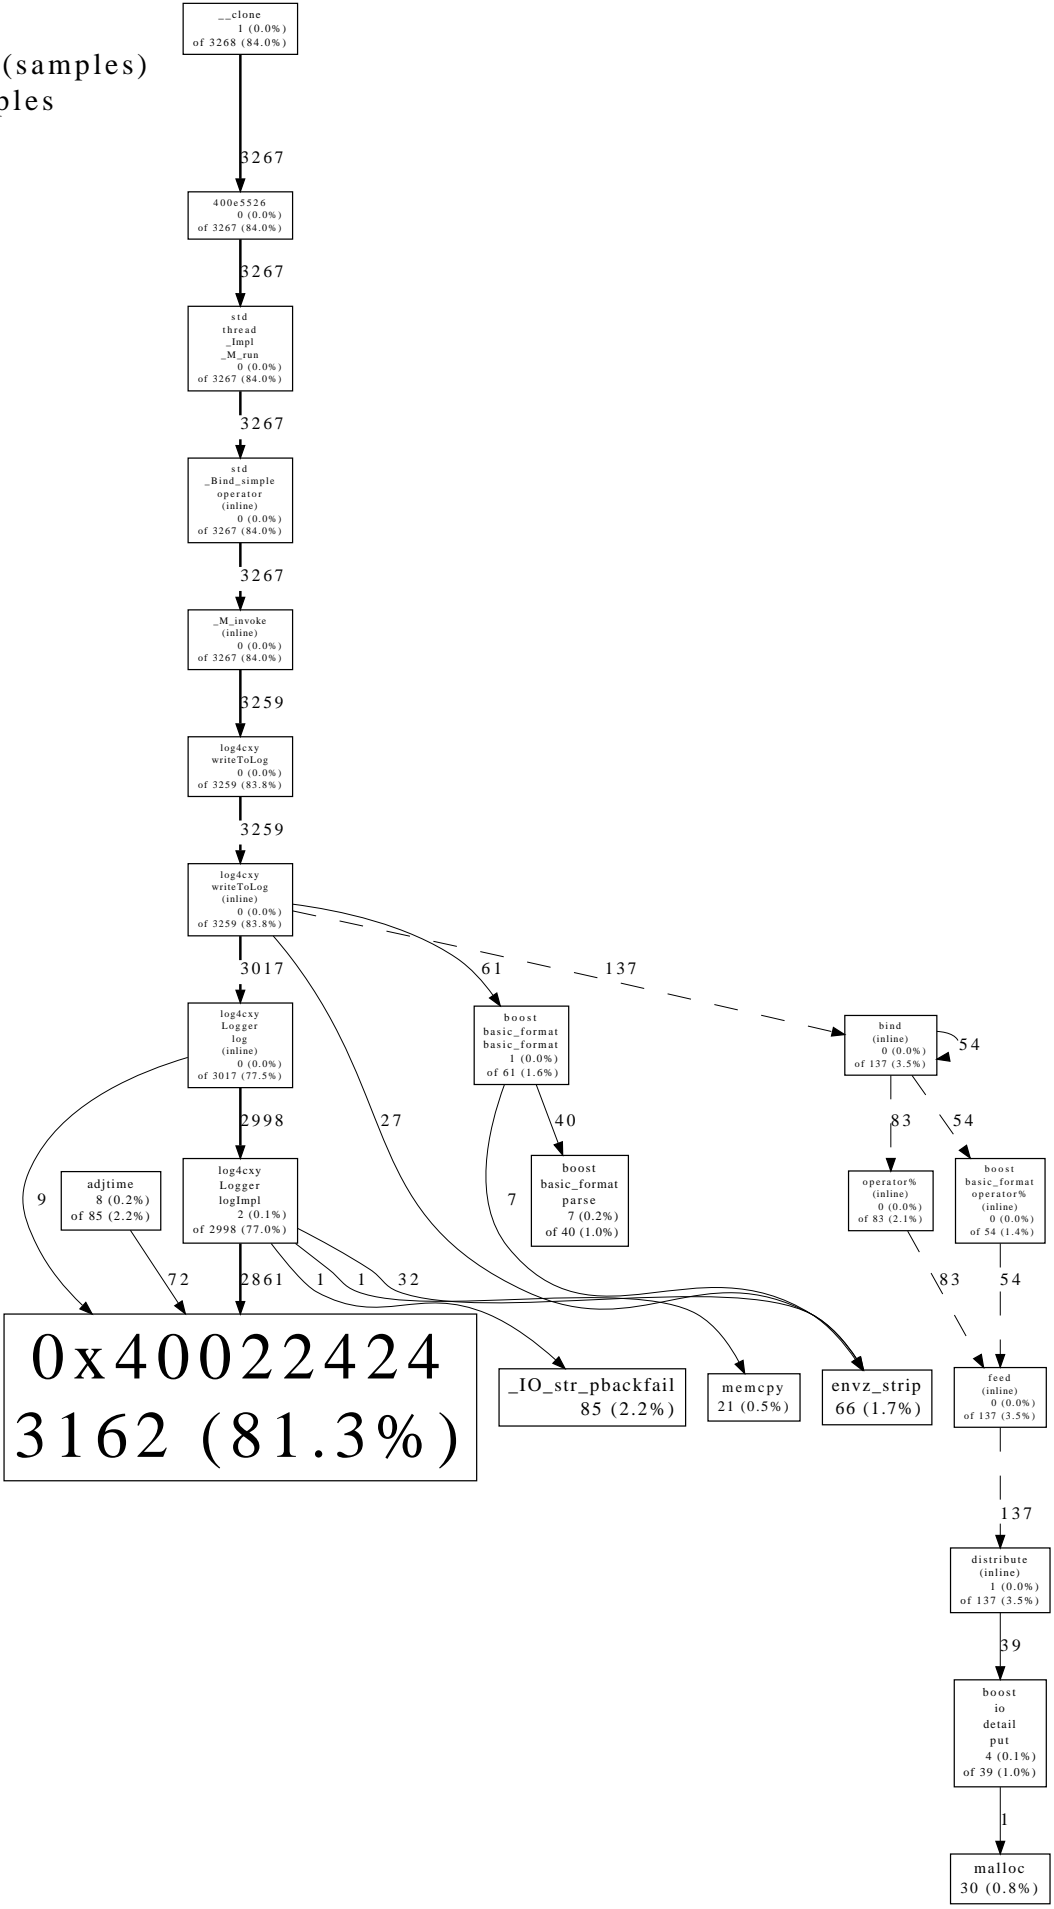 __clone
1 (0.0%)
of 3268 (84.0%)
(samples)
ples
3267
400e5526
0 (0.0%)
of 3267 (84.0%)
3267
std
thread
_Impl
_M_run
0 (0.0%)
of 3267 (84.0%)
3267
std
_Bind_simple
operator
(inline)
0 (0.0%)
of 3267 (84.0%)
3267
_M_invoke
(inline)
0 (0.0%)
of 3267 (84.0%)
3259
log4cxy
writeToLog
0 (0.0%)
of 3259 (83.8%)
3259
log4cxy
writeToLog
(inline)
0 (0.0%)
of 3259 (83.8%)
3017
61
137
log4cxy
Logger
log
(inline)
0 (0.0%)
of 3017 (77.5%)
boost
basic_format
basic_format
1 (0.0%)
of 61 (1.6%)
bind
(inline)
0 (0.0%)
of 137 (3.5%)
54
2998
27
40
83
54
9
adjtime
8 (0.2%)
of 85 (2.2%)
log4cxy
Logger
logImpl
2 (0.1%)
of 2998 (77.0%)
7
boost
basic_format
parse
7 (0.2%)
of 40 (1.0%)
operator%
(inline)
0 (0.0%)
of 83 (2.1%)
boost
basic_format
operator%
(inline)
0 (0.0%)
of 54 (1.4%)
72
2861
1
1
32
83
54
0x40022424
3162 (81.3%)
_IO_str_pbackfail
85 (2.2%)
memcpy
21 (0.5%)
envz_strip
66 (1.7%)
feed
(inline)
0 (0.0%)
of 137 (3.5%)
137
distribute
(inline)
1 (0.0%)
of 137 (3.5%)
39
boost
io
detail
put
4 (0.1%)
of 39 (1.0%)
1
malloc
30 (0.8%)